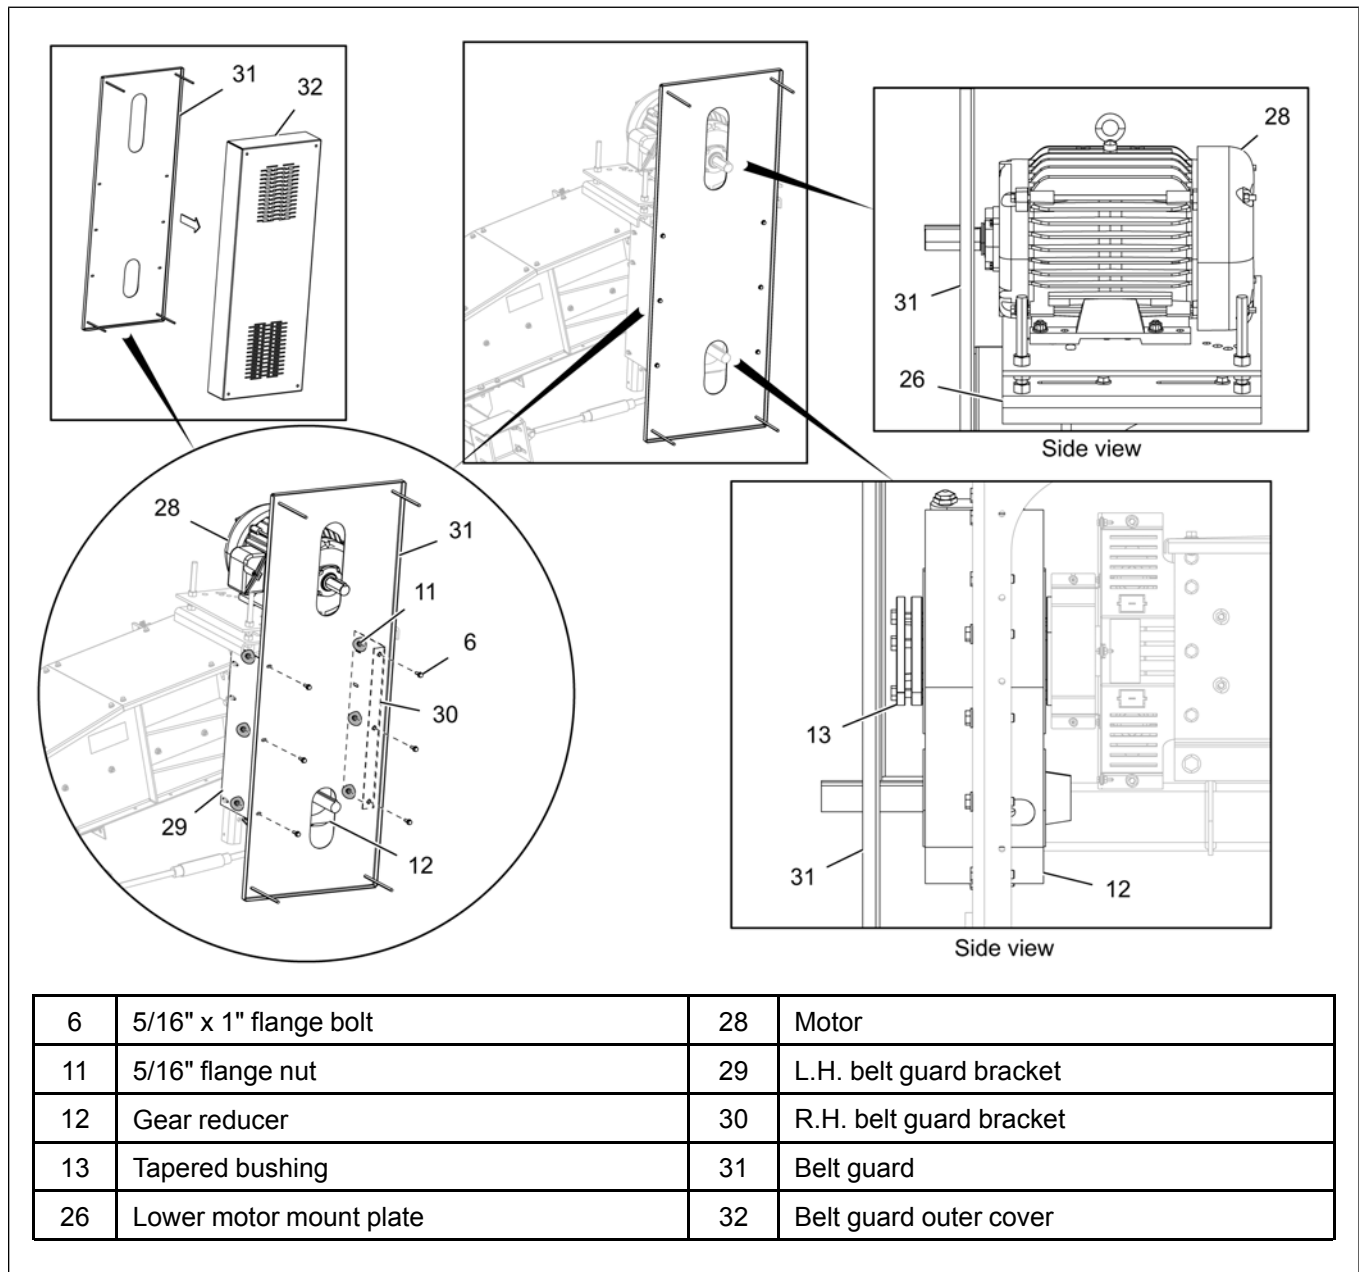 31
32
28
31
26
Side view
28
31
11
6
30
29
12
13
31
12
Side view
6 5/16" x 1" flange bolt 28 Motor
11 5/16" flange nut 29 L.H. belt guard bracket
12 Gear reducer 30 R.H. belt guard bracket
13 Tapered bushing 31 Belt guard
26 Lower motor mount plate 32 Belt guard outer cover